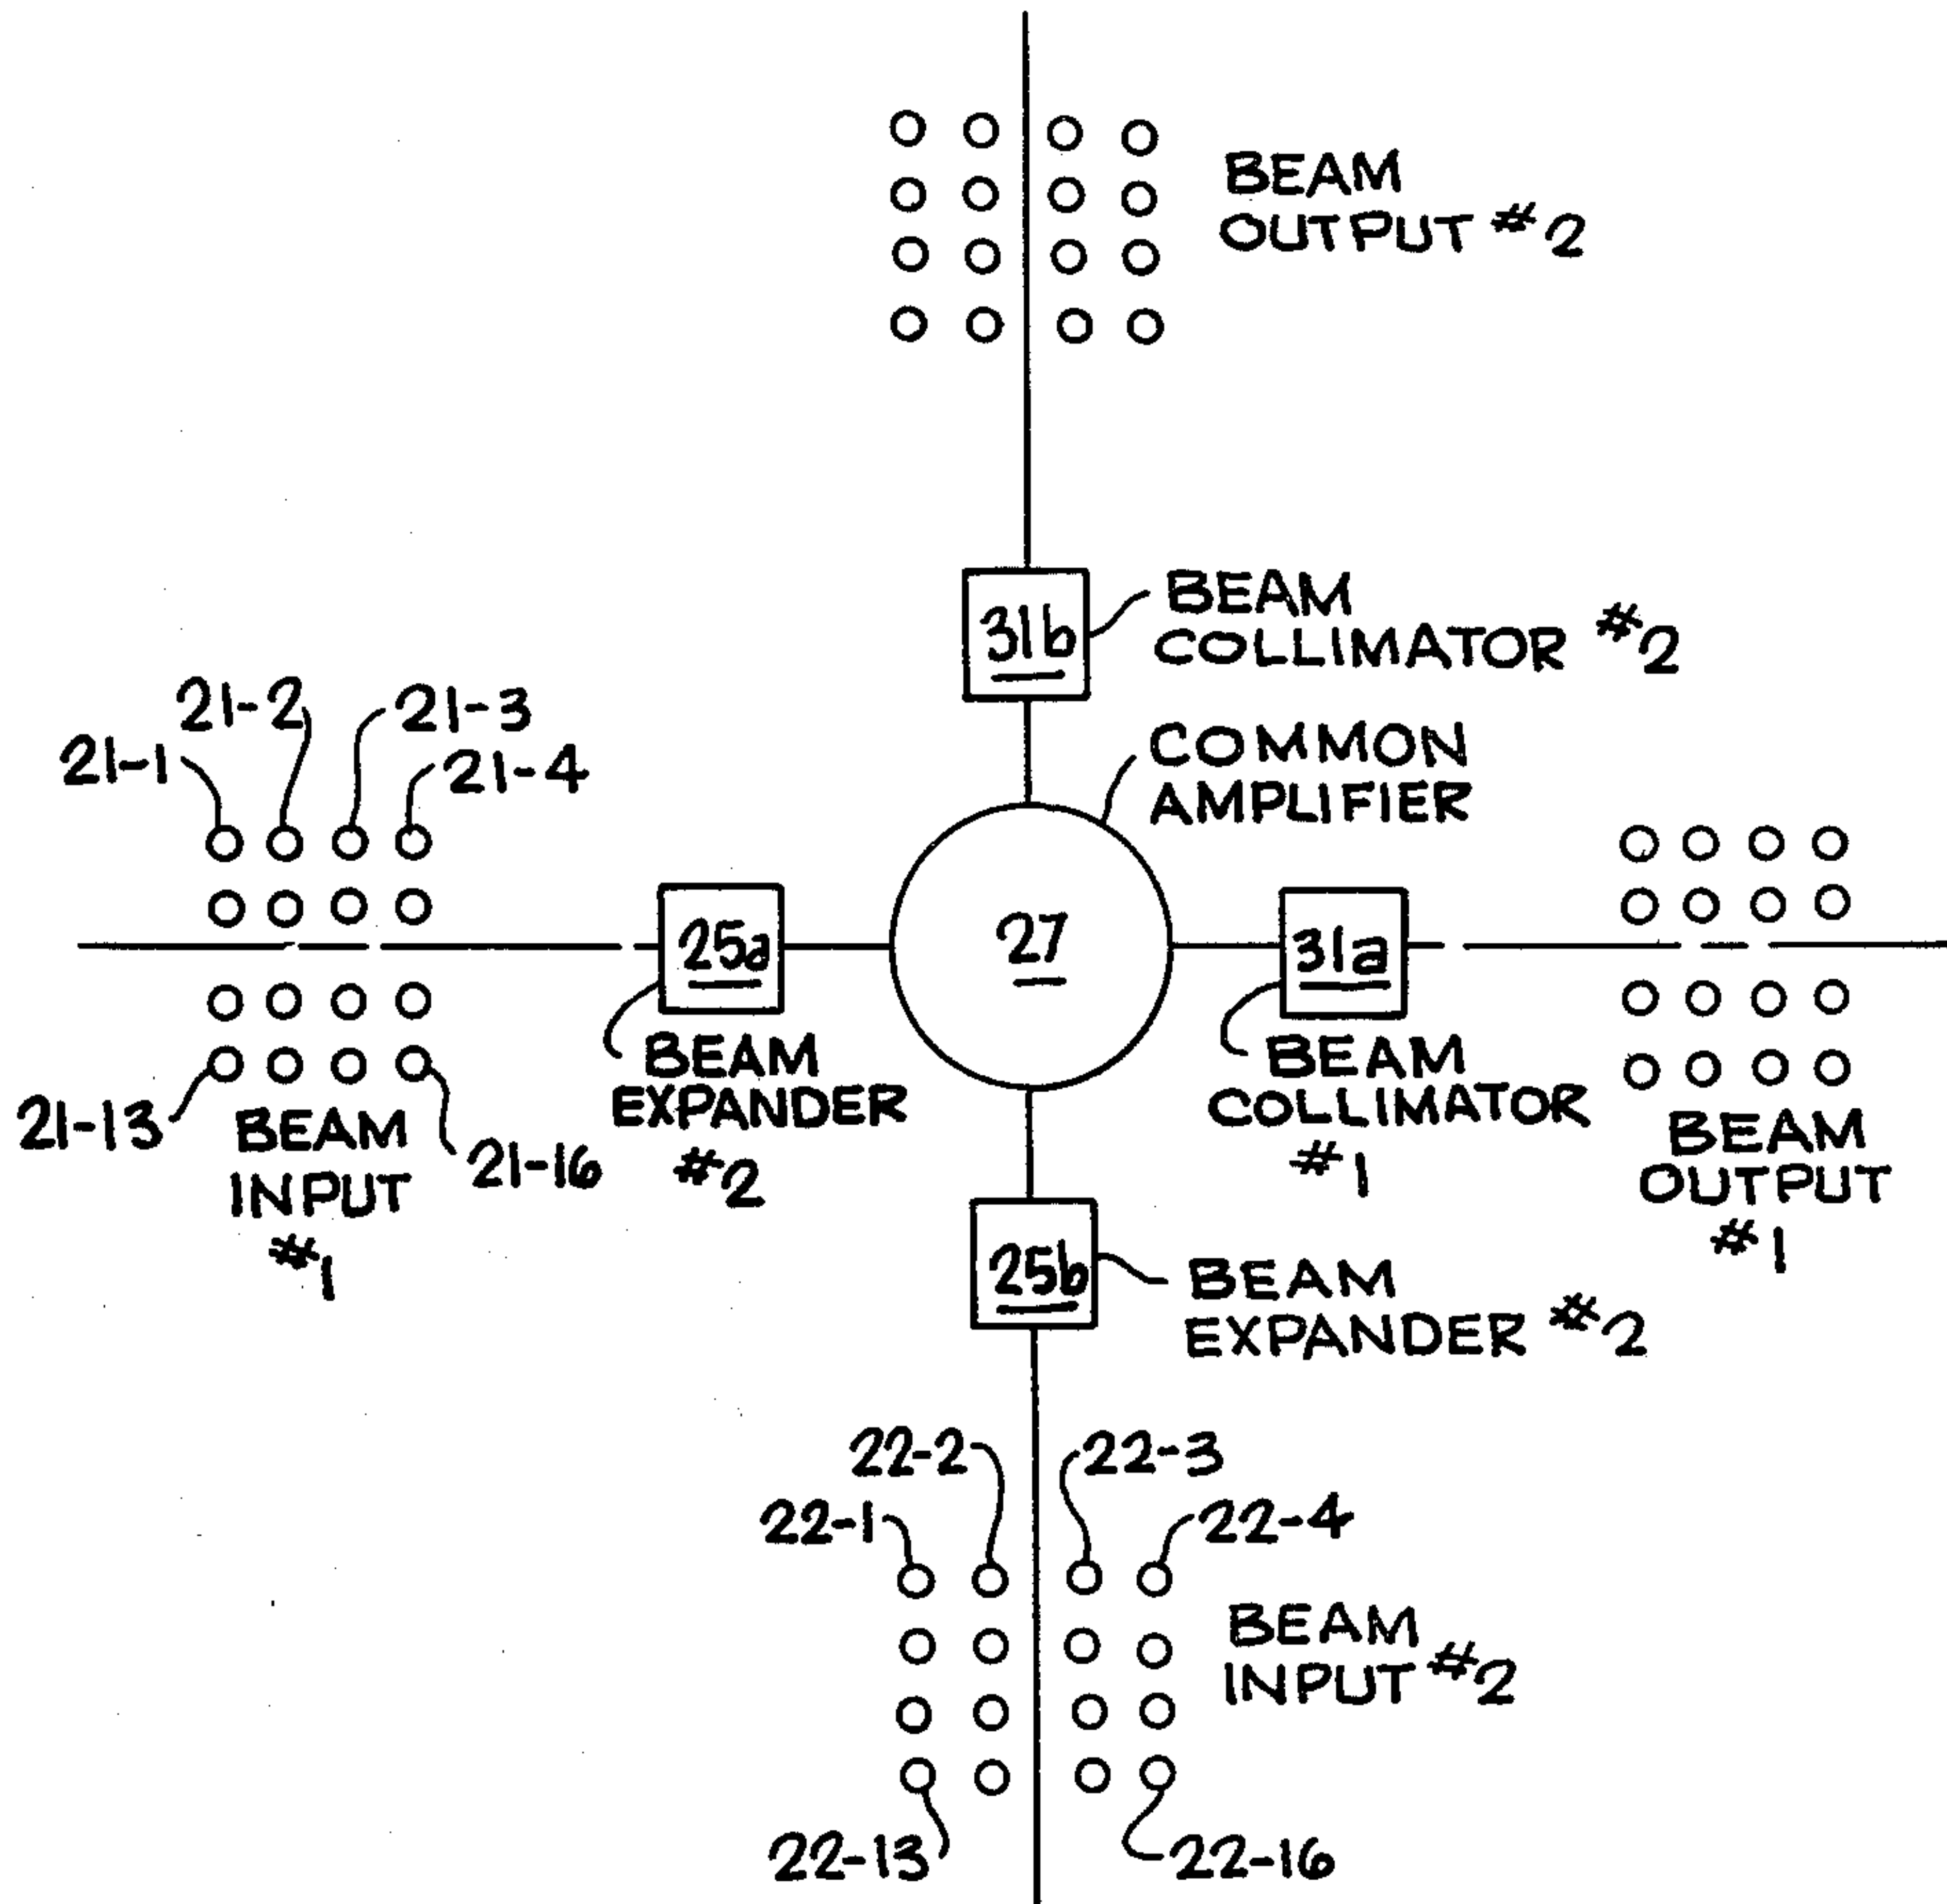 BEAM
OUTPUT #2
31b
BEAM
COLLIMATOR #2
21-2
21-3
21-1
21-4
COMMON
AMPLIFIER
25a
27
31a
BEAM
EXPANDER
#2
BEAM
COLLIMATOR
#1
21-13
BEAM
INPUT
#1
21-16
BEAM
OUTPUT
#1
25b
BEAM
EXPANDER #2
22-2
22-3
22-1
22-4
BEAM
INPUT #2
22-13
22-16